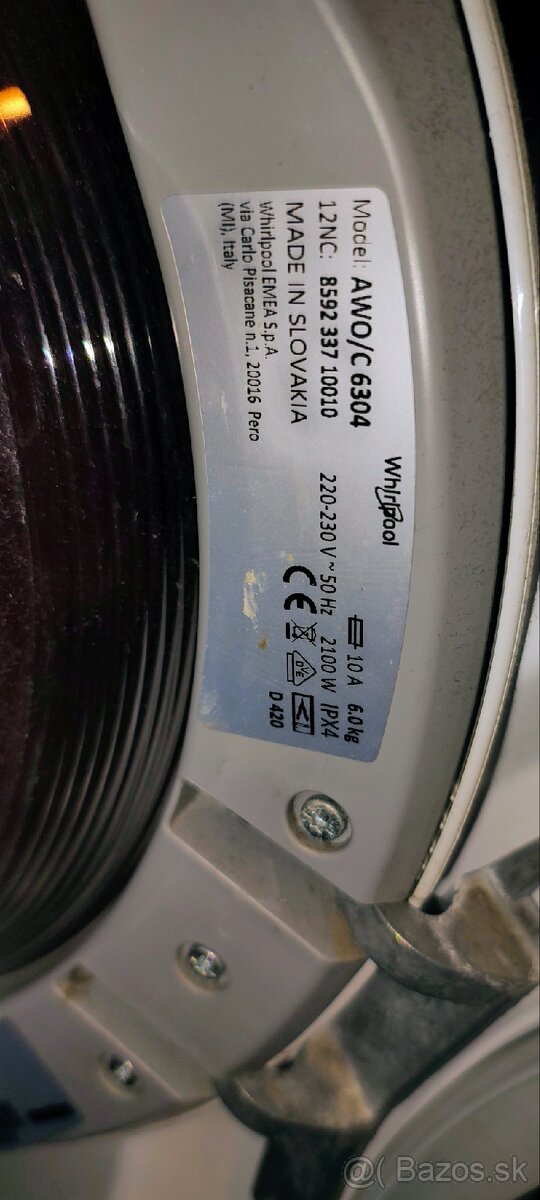 Whirlpool
Model: AWO/C 6304
12NC: 8592 337 10010
MADE IN SLOVAKIA
Whirlpool EMEA S.p.A.
via Carlo Pisacane n.1, 20016 Pero
(MI), Italy
10 A 6.0 kg
220-230 V ~ 50 Hz 2100 W IPX4
CE
D 420
@( Bazos.sk